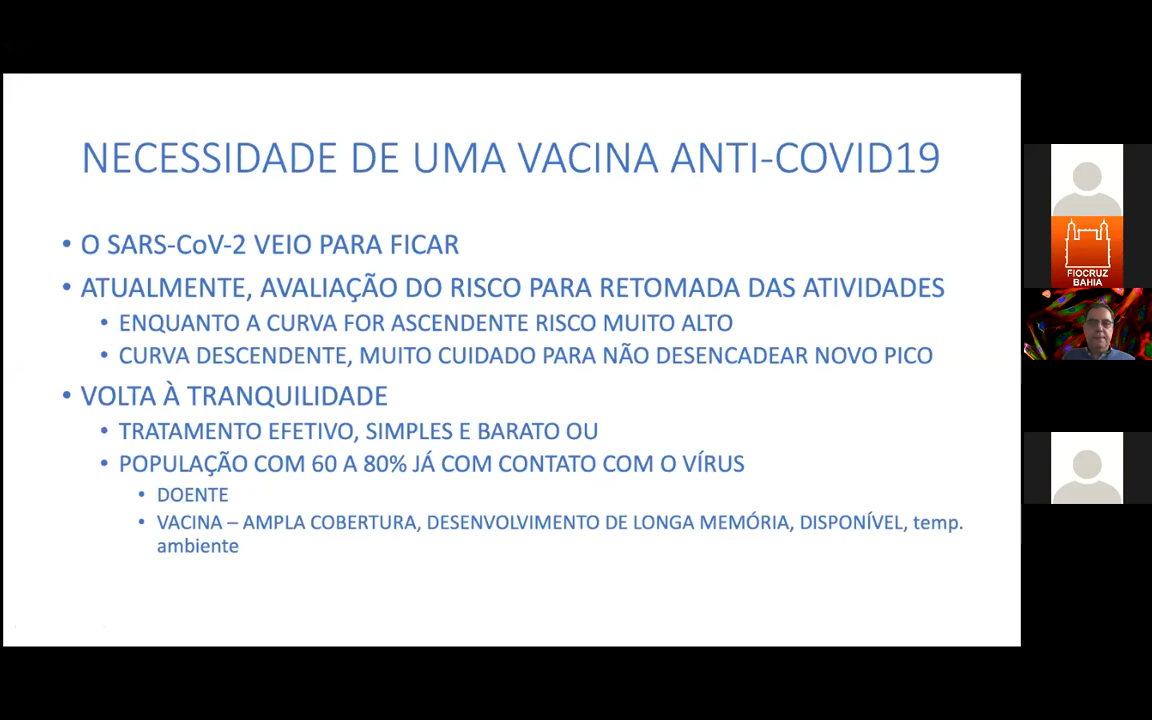 NECESSIDADE DE UMA VACINA ANTI-COVID19
• O SARS-CoV-2 VEIO PARA FICAR
• ATUALMENTE, AVALIAÇÃO DO RISCO PARA RETOMADA DAS ATIVIDADES
• ENQUANTO A CURVA FOR ASCENDENTE RISCO MUITO ALTO
• CURVA DESCENDENTE, MUITO CUIDADO PARA NÃO DESENCADEAR NOVO PICO
• VOLTA À TRANQUILIDADE
• TRATAMENTO EFETIVO, SIMPLES E BARATO OU
• POPULAÇÃO COM 60 A 80% JÁ COM CONTATO COM O VÍRUS
• DOENTE
• VACINA – AMPLA COBERTURA, DESENVOLVIMENTO DE LONGA MEMÓRIA, DISPONÍVEL, temp.
ambiente
FIOCRUZ
BAHIA